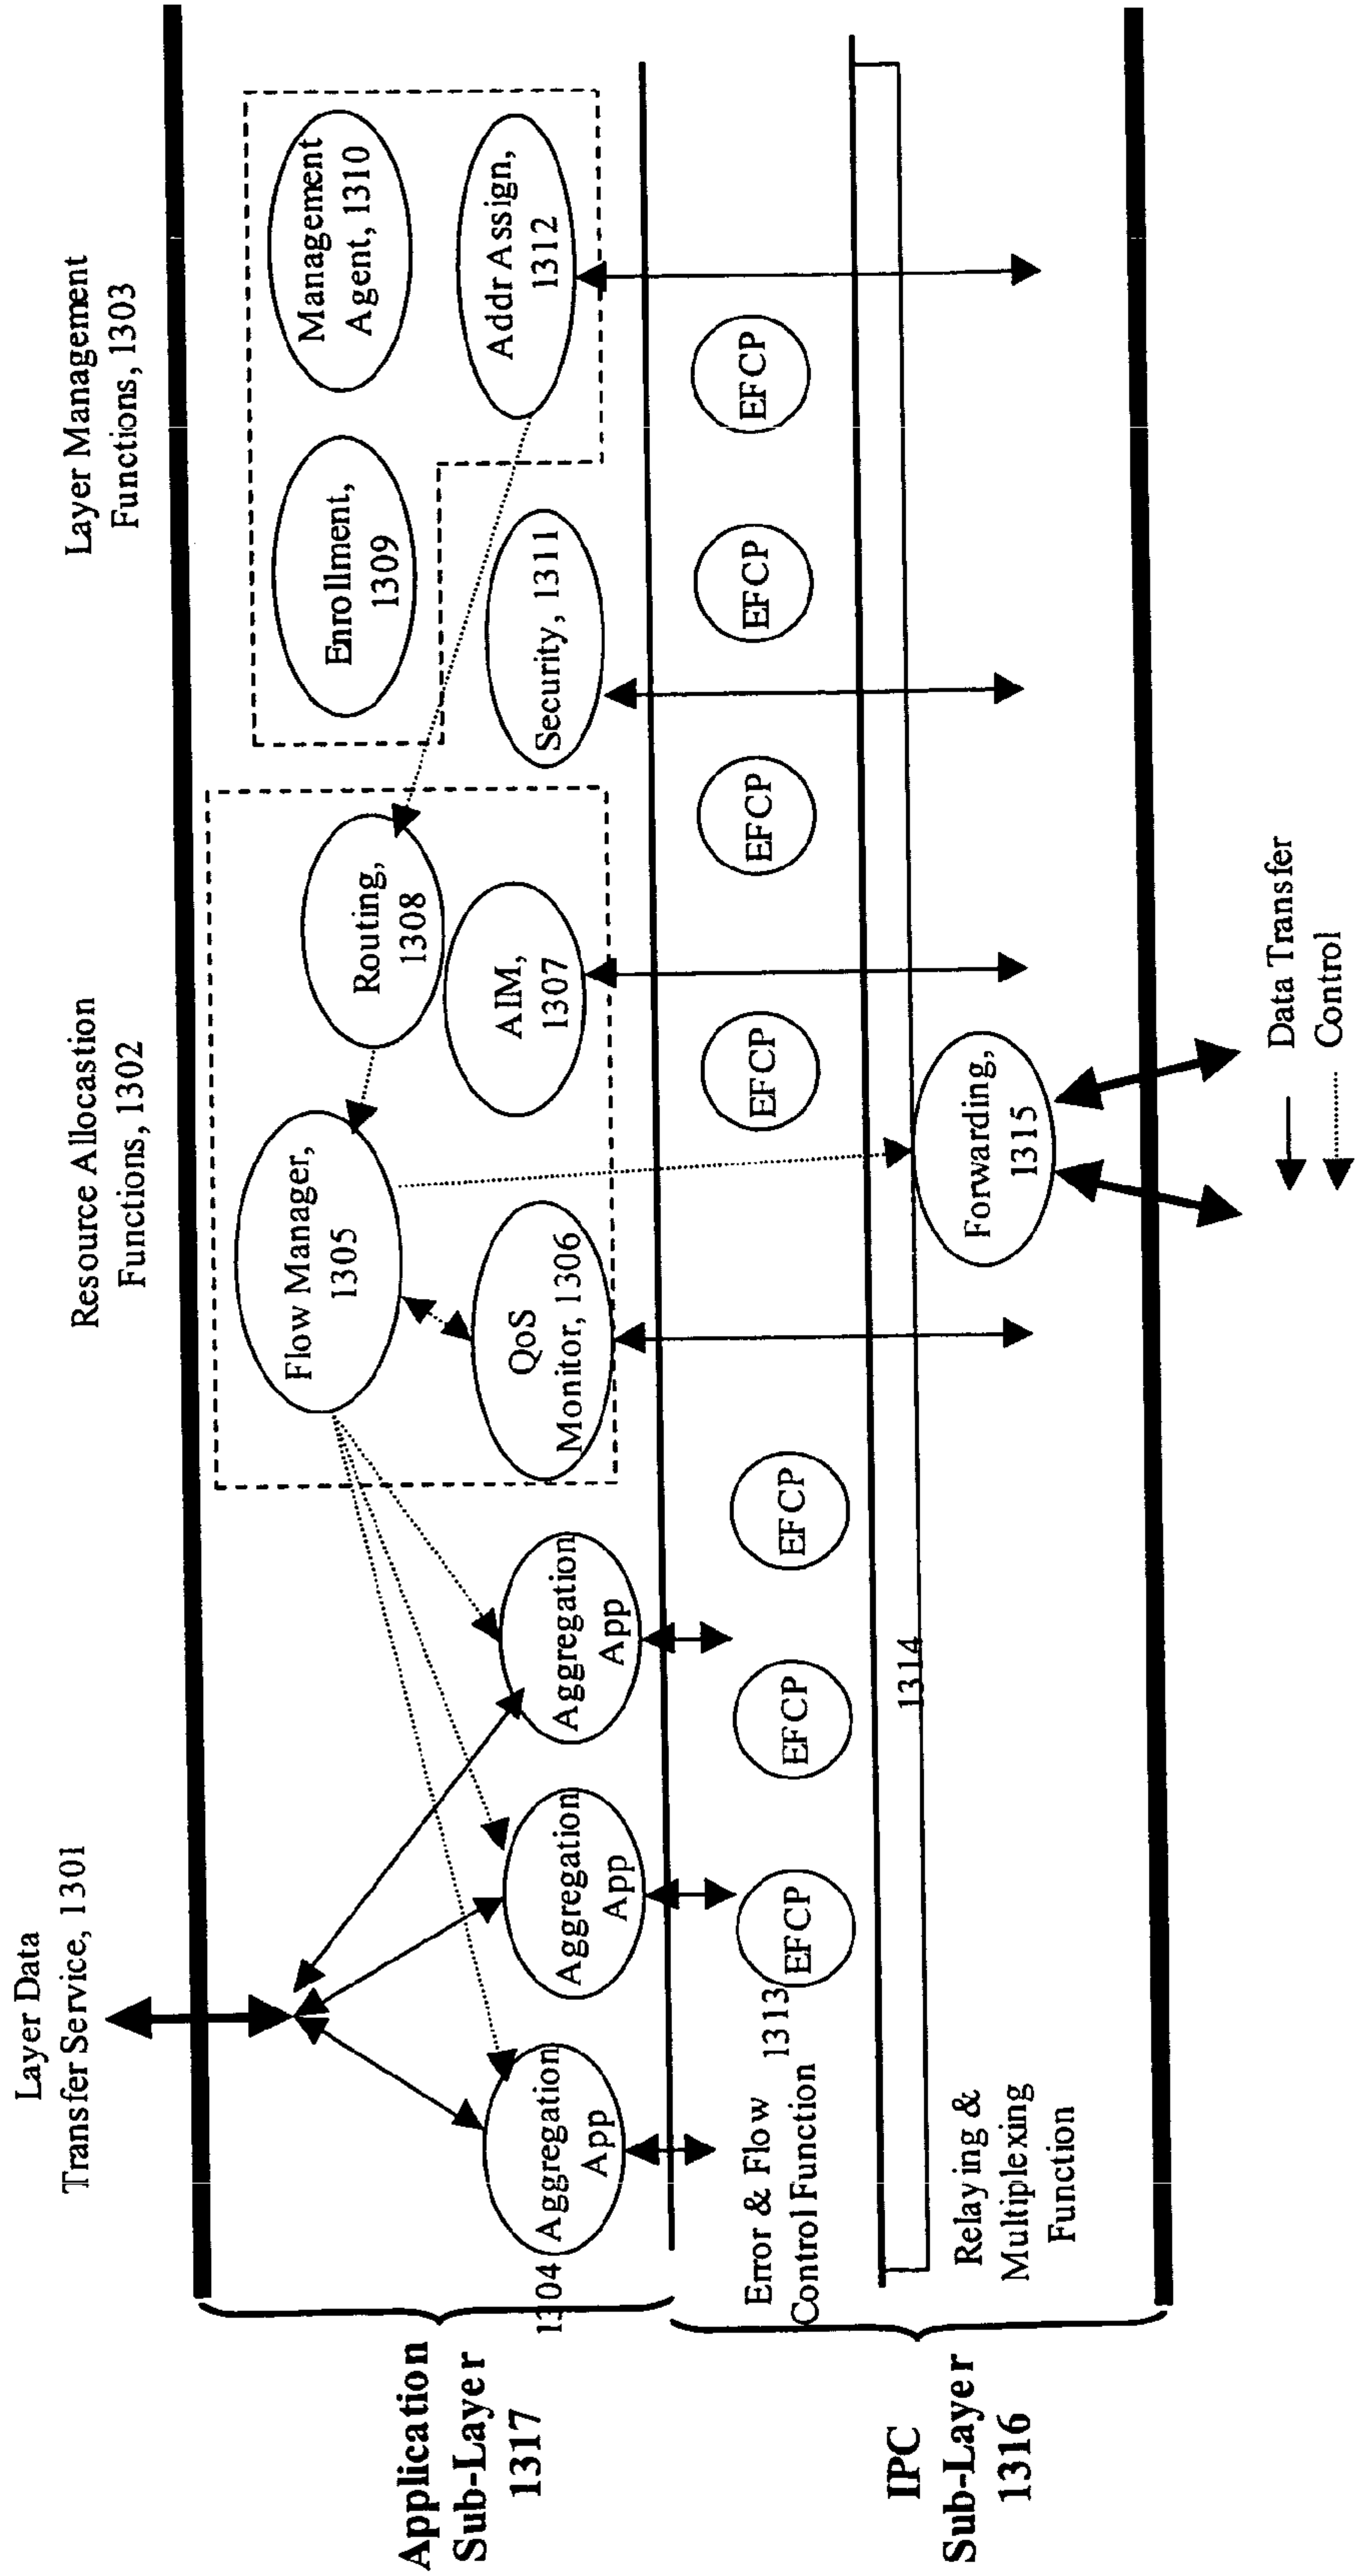 Layer Data
Transfer Service, 1301
Resource Allocastion
Functions, 1302
Layer Management
Functions, 1303
Application
Sub-Layer
1317
1304
Aggregation
App
Aggregation
App
Aggregation
App
Flow Manager,
1305
QoS
Monitor, 1306
Routing,
1308
AIM,
1307
Enrollment,
1309
Management
Agent, 1310
Security, 1311
Addr Assign,
1312
IPC
Sub-Layer
1316
Error & Flow
Control Function
1313
EFCP
EFCP
EFCP
EFCP
EFCP
EFCP
EFCP
1314
Relaying &
Multiplexing
Function
Forwarding,
1315
Data Transfer
Control